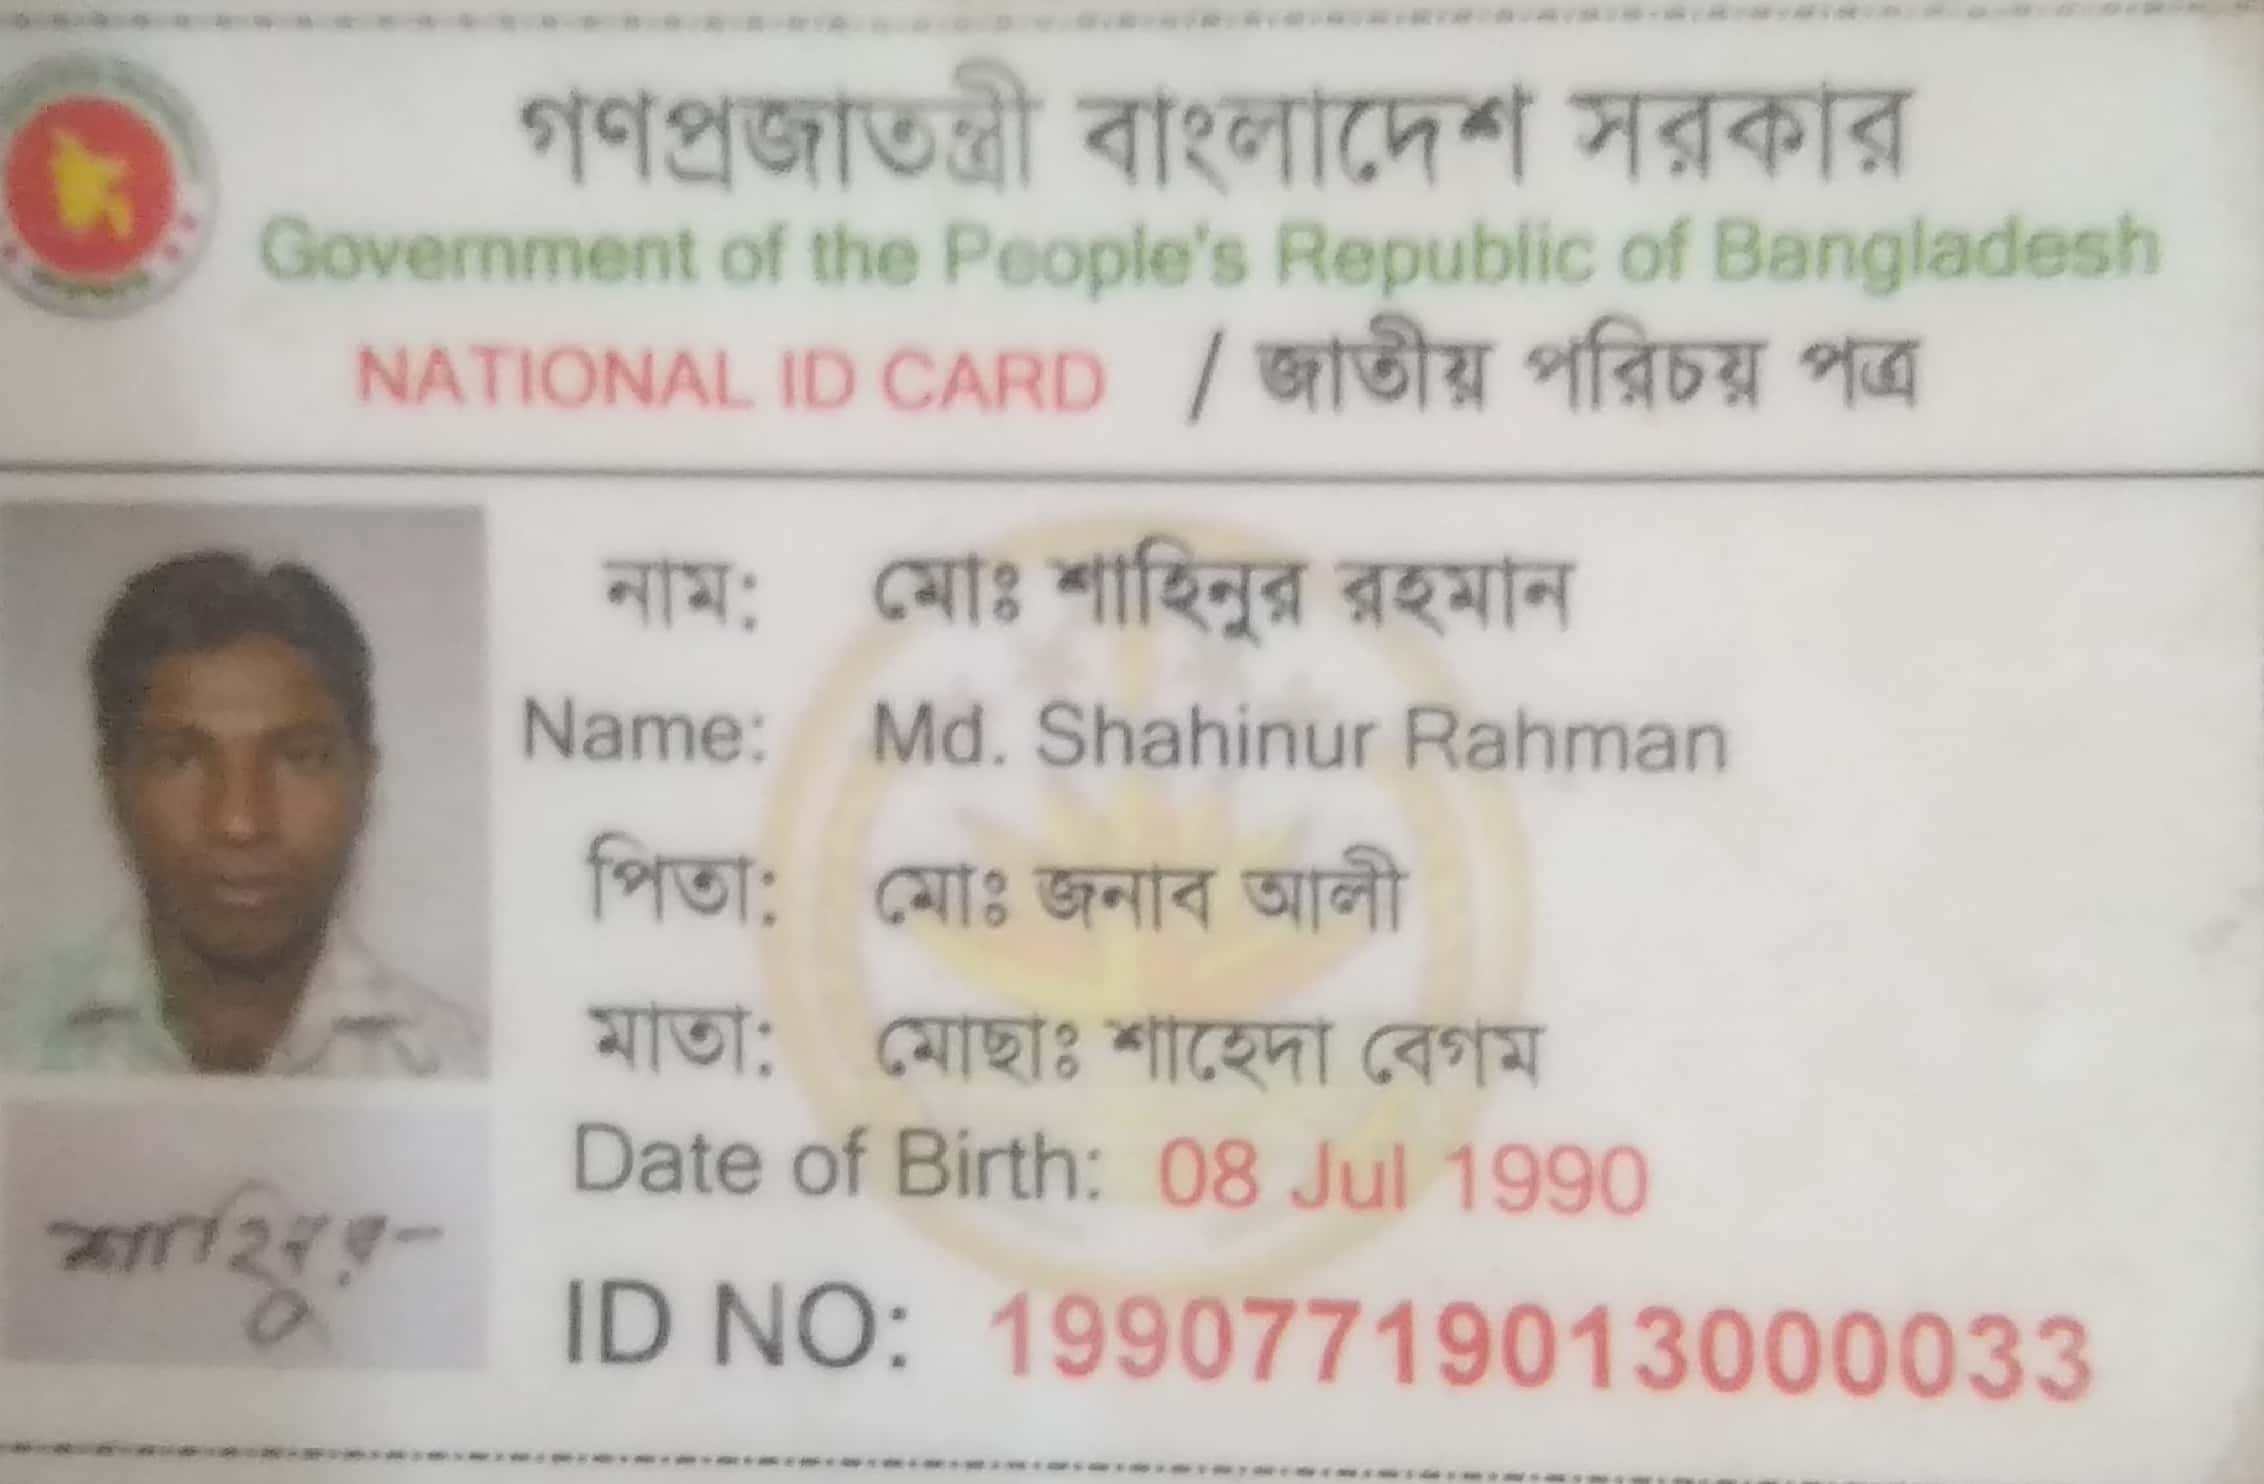 গণপ্রজাতন্ত্রী বাংলাদেশ সরকার
Government of the People's Republic of Bangladesh
NATIONAL ID CARD / জাতীয় পরিচয় পত্র
নাম: মোঃ শাহিনুর রহমান
Name: Md. Shahinur Rahman
পিতা: মোঃ জনাব আলী
মাতা: মোছাঃ শাহেদা বেগম
Date of Birth: 08 Jul 1990
শাহিনুর
ID NO: 19907719013000033